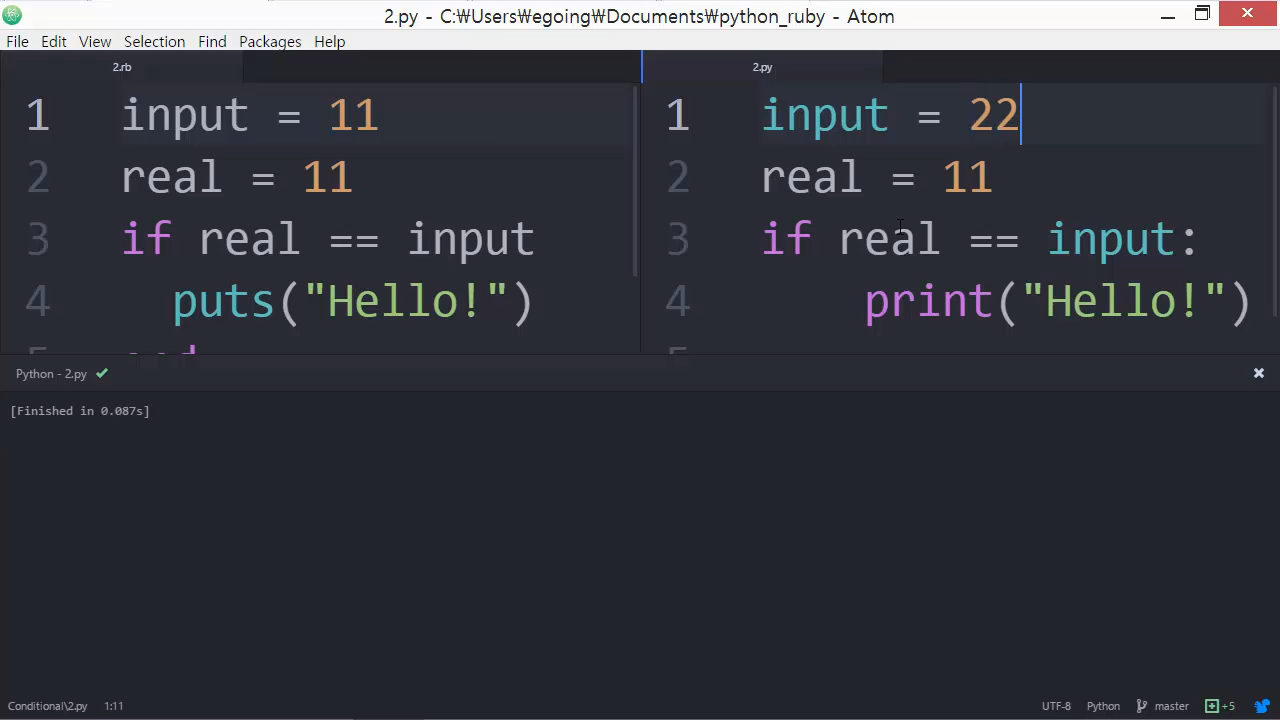 2.py - C:₩Users₩egoing₩Documents₩python_ruby - Atom
File Edit View Selection Find Packages Help
2.rb
1 input = 11
2 real = 11
3 if real == input
4 puts("Hello!")
5 end
2.py
1 input = 22
2 real = 11
3 if real == input:
4 print("Hello!")
5
Python - 2.py
[Finished in 0.087s]
Conditional\2.py 1:11
UTF-8 Python master +5